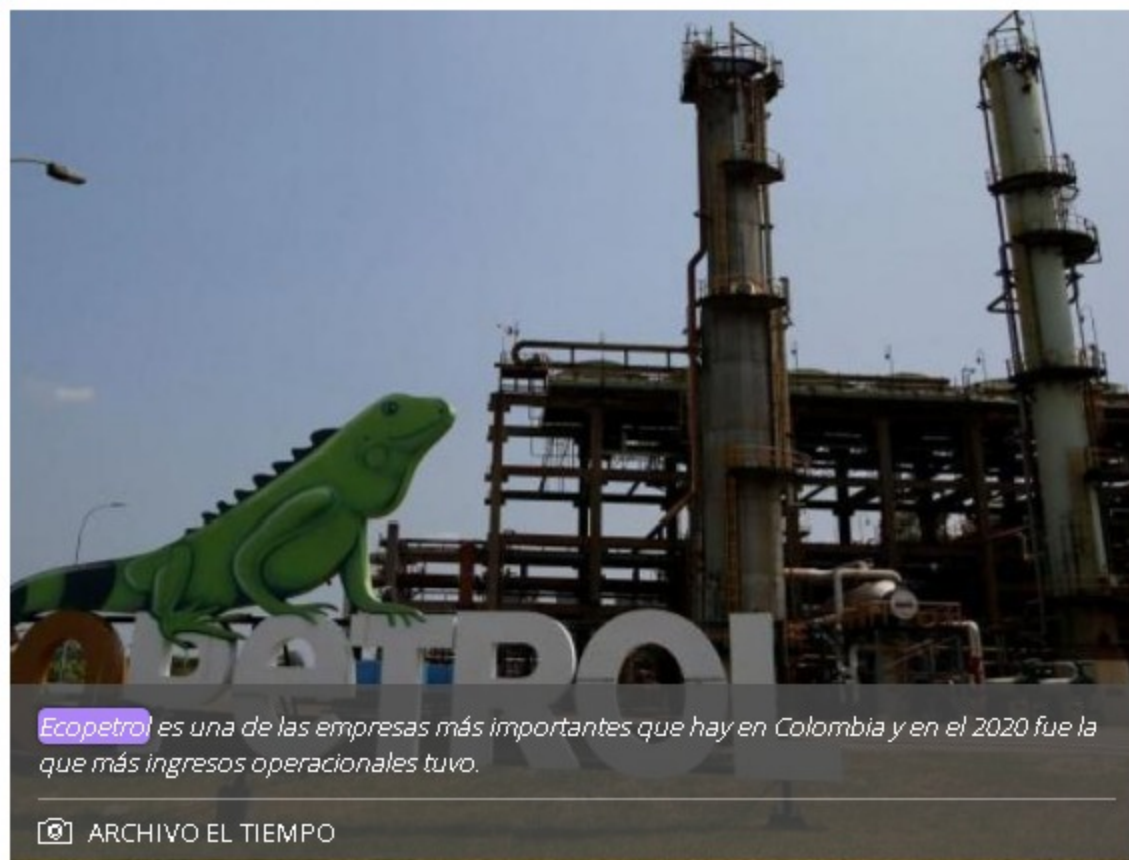 OPETROL
Ecopetrol es una de las empresas más importantes que hay en Colombia y en el 2020 fue la
que más ingresos operacionales tuvo.
ARCHIVO EL TIEMPO